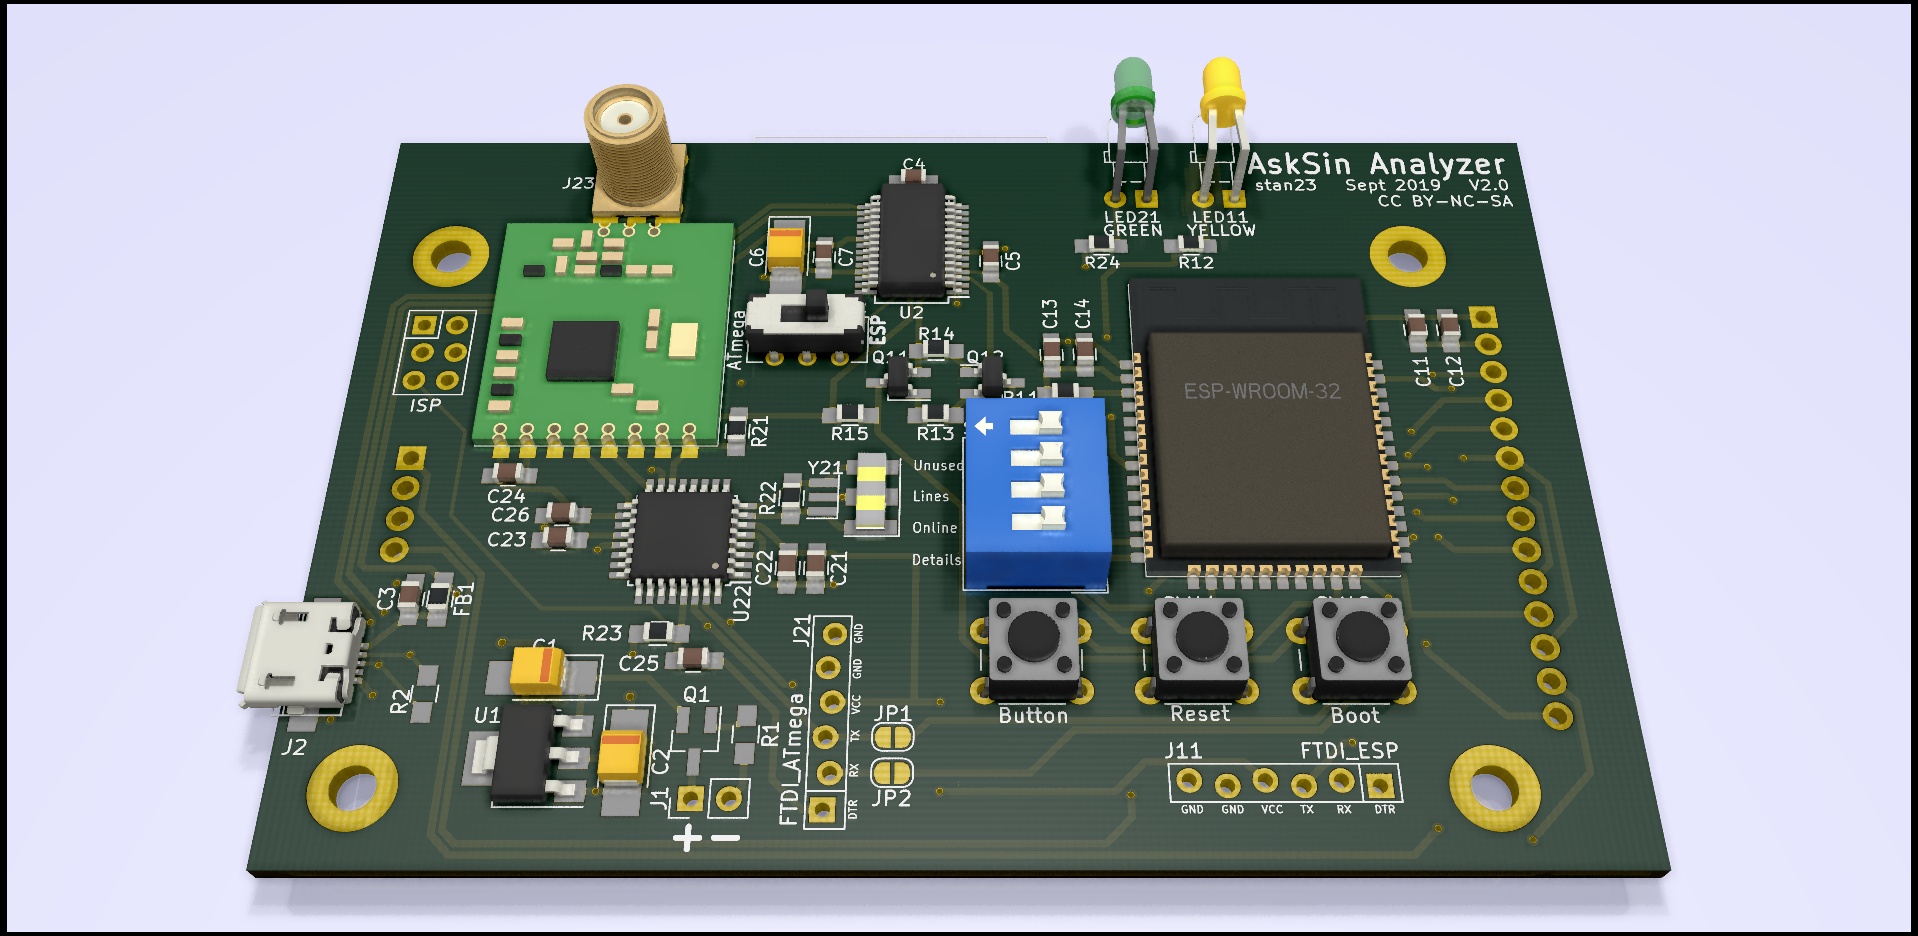 AskSin Analyzer
stan23 Sept 2019 V2.0
CC BY-NC-SA
J23
C4
LED21
GREEN
LED11
YELLOW
R24
R12
C6
C7
C5
U2
ATmega
ESP
R14
Q11
C13
C14
ESP-WROOM-32
C11
C12
ISP
R21
R15
R13
R11
C24
C26
C23
R22
Y21
Unused
Lines
Online
Details
C22
C21
U22
C3
FB1
R23
C25
C1
J2
R2
U1
Q1
C2
R1
J1
+ −
J21
FTDI_ATmega
GND
GND
VCC
TX
RX
DTR
JP1
JP2
Button
Reset
Boot
J11
FTDI_ESP
GND GND VCC TX RX DTR